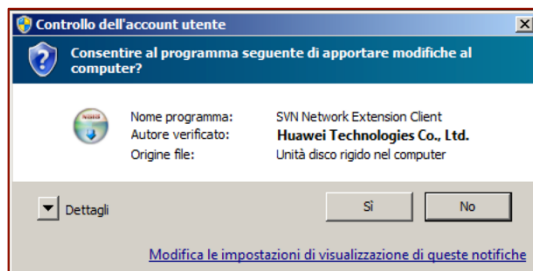 Controllo dell'account utente
Consentire al programma seguente di apportare modifiche al
computer?
Nome programma: SVN Network Extension Client
Autore verificato: Huawei Technologies Co., Ltd.
Origine file: Unità disco rigido nel computer
Dettagli Sì No
Modifica le impostazioni di visualizzazione di queste notifiche